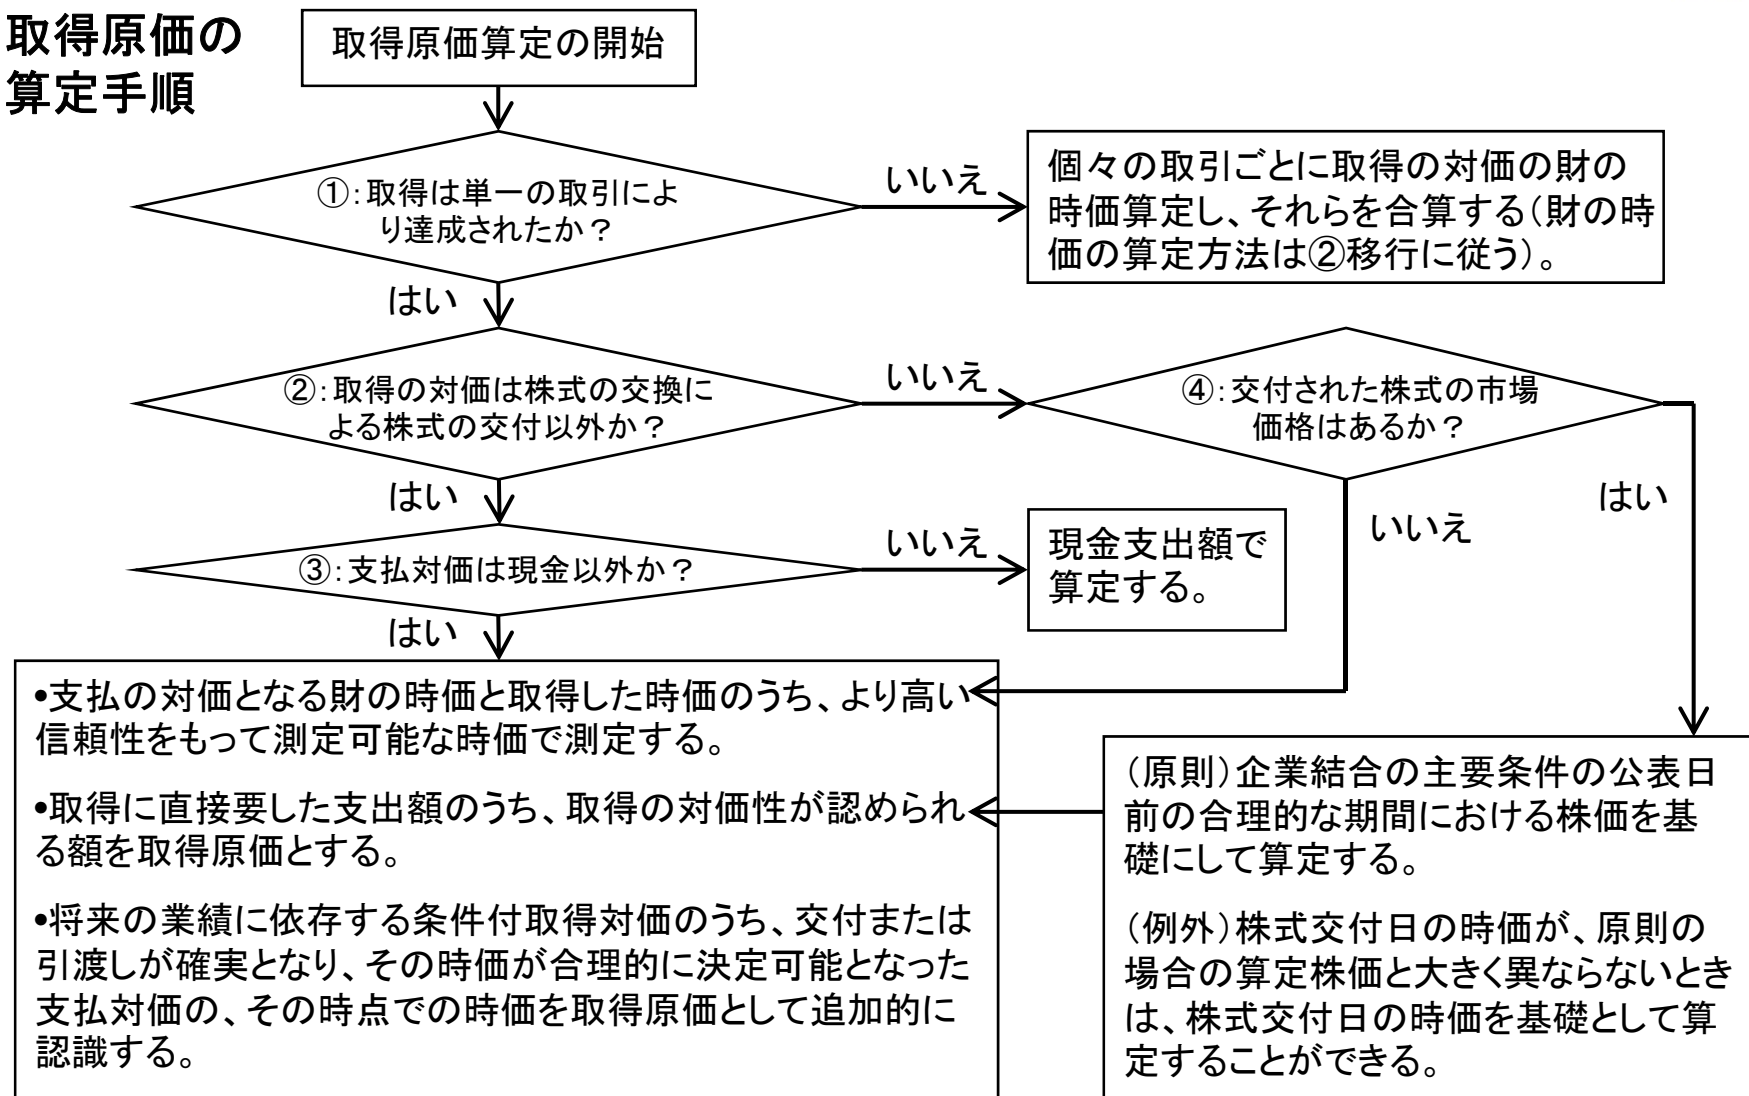 取得原価の
算定手順
取得原価算定の開始
①：取得は単一の取引によ
り達成されたか？
いいえ
個々の取引ごとに取得の対価の財の
時価算定し、それらを合算する（財の時
価の算定方法は②移行に従う）。
はい
②：取得の対価は株式の交換に
よる株式の交付以外か？
いいえ
④：交付された株式の市場
価格はあるか？
はい
③：支払対価は現金以外か？
いいえ
現金支出額で
算定する。
いいえ
はい
はい
•支払の対価となる財の時価と取得した時価のうち、より高い
信頼性をもって測定可能な時価で測定する。
•取得に直接要した支出額のうち、取得の対価性が認められ
る額を取得原価とする。
•将来の業績に依存する条件付取得対価のうち、交付または
引渡しが確実となり、その時価が合理的に決定可能となった
支払対価の、その時点での時価を取得原価として追加的に
認識する。
（原則）企業結合の主要条件の公表日
前の合理的な期間における株価を基
礎にして算定する。
（例外）株式交付日の時価が、原則の
場合の算定株価と大きく異ならないとき
は、株式交付日の時価を基礎として算
定することができる。